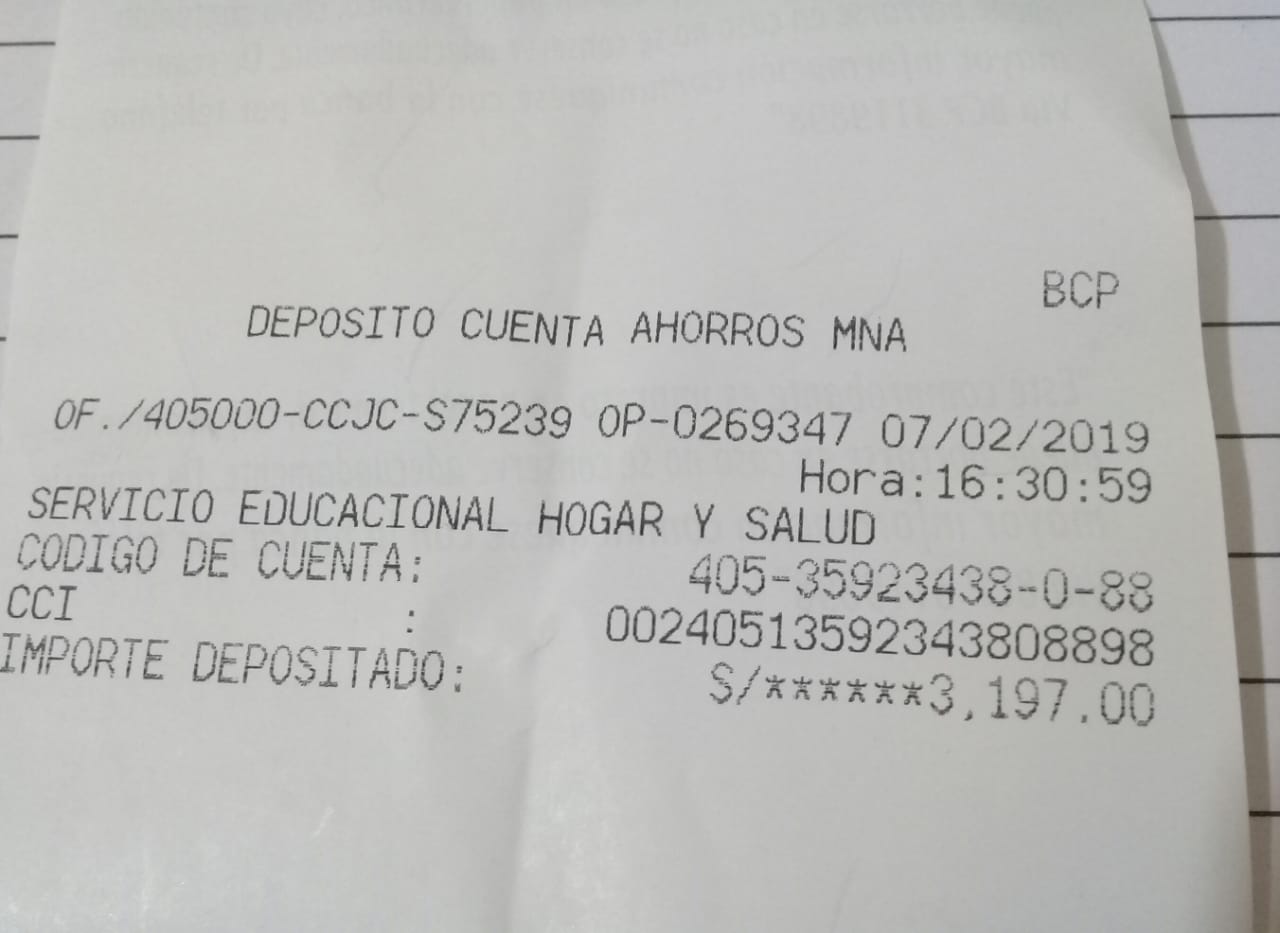 BCP
DEPOSITO CUENTA AHORROS MNA
OF./405000-CCJC-S75239 OP-0269347 07/02/2019
Hora:16:30:59
SERVICIO EDUCACIONAL HOGAR Y SALUD
CODIGO DE CUENTA: 405-35923438-0-88
CCI : 00240513592343808898
IMPORTE DEPOSITADO: S/******3,197.00